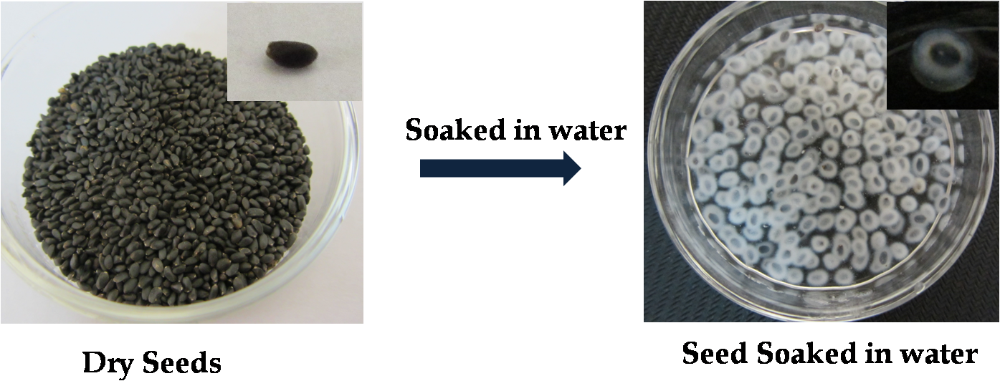 Soaked in water
Dry Seeds
Seed Soaked in water